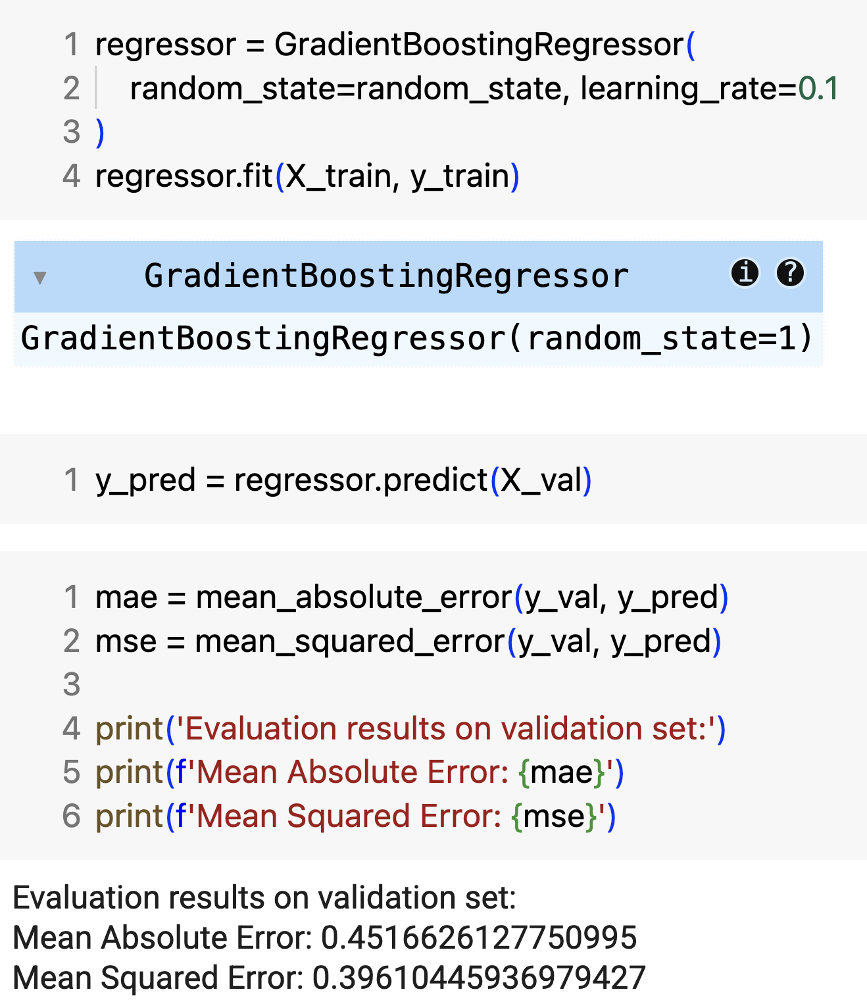 1 regressor = GradientBoostingRegressor(
2 random_state=random_state, learning_rate=0.1
3 )
4 regressor.fit(X_train, y_train)
▼ GradientBoostingRegressor i ?
GradientBoostingRegressor(random_state=1)
1 y_pred = regressor.predict(X_val)
1 mae = mean_absolute_error(y_val, y_pred)
2 mse = mean_squared_error(y_val, y_pred)
3
4 print('Evaluation results on validation set:')
5 print(f'Mean Absolute Error: {mae}')
6 print(f'Mean Squared Error: {mse}')
Evaluation results on validation set:
Mean Absolute Error: 0.4516626127750995
Mean Squared Error: 0.39610445936979427